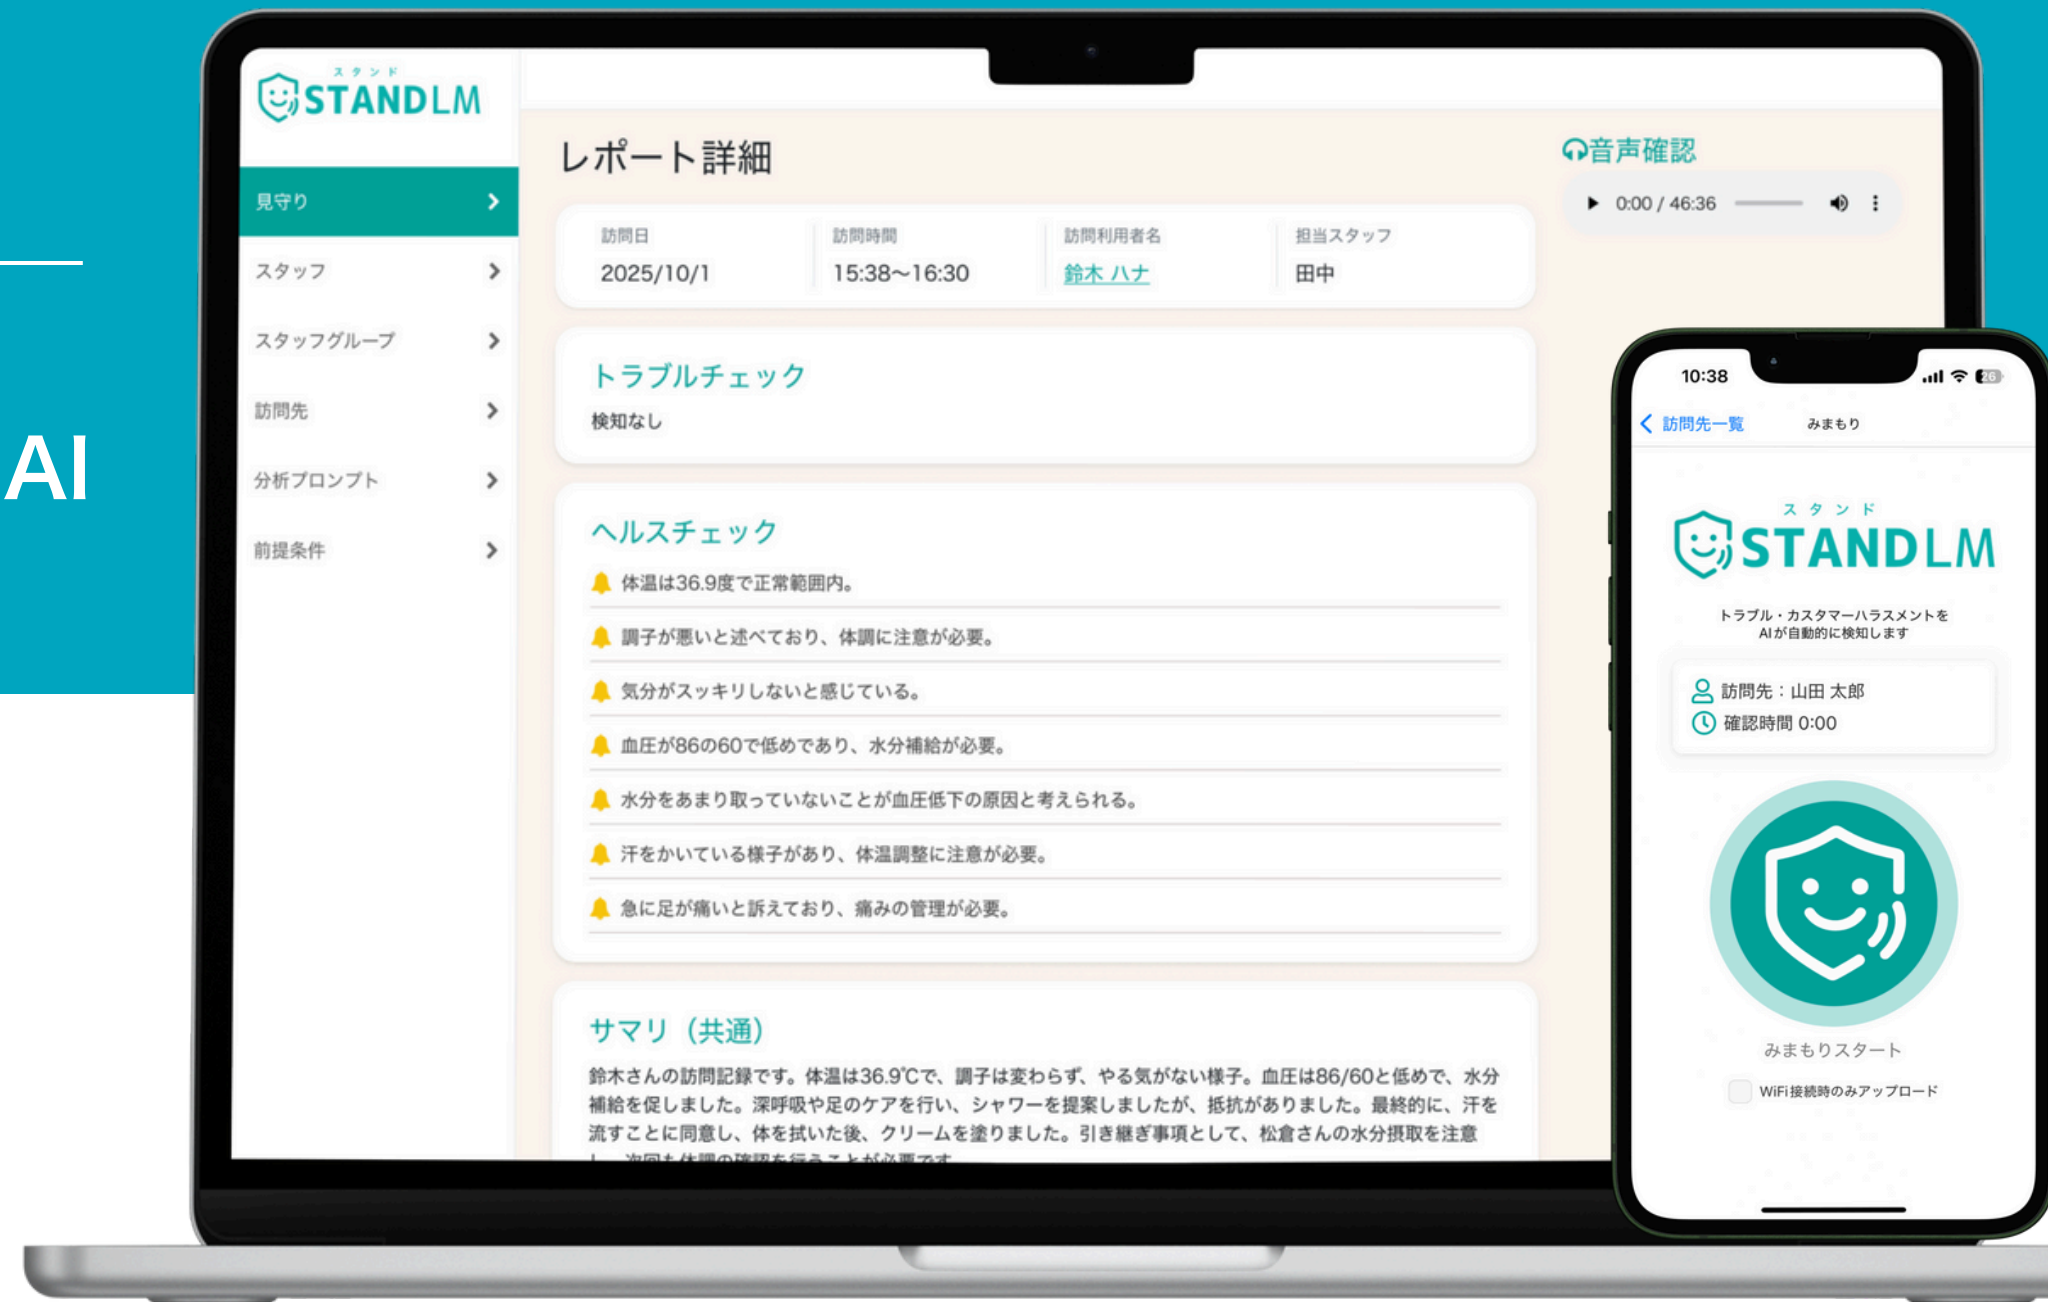 AI
スタンド
STANDLM
見守り
スタッフ
スタッフグループ
訪問先
分析プロンプト
前提条件
レポート詳細
訪問日
2025/10/1
訪問時間
15:38〜16:30
訪問利用者名
鈴木 ハナ
担当スタッフ
田中
音声確認
0:00 / 46:36
トラブルチェック
検知なし
ヘルスチェック
体温は36.9度で正常範囲内。
調子が悪いと述べており、体調に注意が必要。
気分がスッキリしないと感じている。
血圧が86の60で低めであり、水分補給が必要。
水分をあまり取っていないことが血圧低下の原因と考えられる。
汗をかいている様子があり、体温調整に注意が必要。
急に足が痛いと訴えており、痛みの管理が必要。
サマリ（共通）
鈴木さんの訪問記録です。体温は36.9℃で、調子は変わらず、やる気がない様子。血圧は86/60と低めで、水分
補給を促しました。深呼吸や足のケアを行い、シャワーを提案しましたが、抵抗がありました。最終的に、汗を
流すことに同意し、体を拭いた後、クリームを塗りました。引き継ぎ事項として、松倉さんの水分摂取を注意
し、次回も体調の確認を行うことが必要です。
10:38
26
訪問先一覧
みまもり
スタンド
STANDLM
トラブル・カスタマーハラスメントを
AIが自動的に検知します
訪問先：山田 太郎
確認時間 0:00
みまもりスタート
WiFi接続時のみアップロード